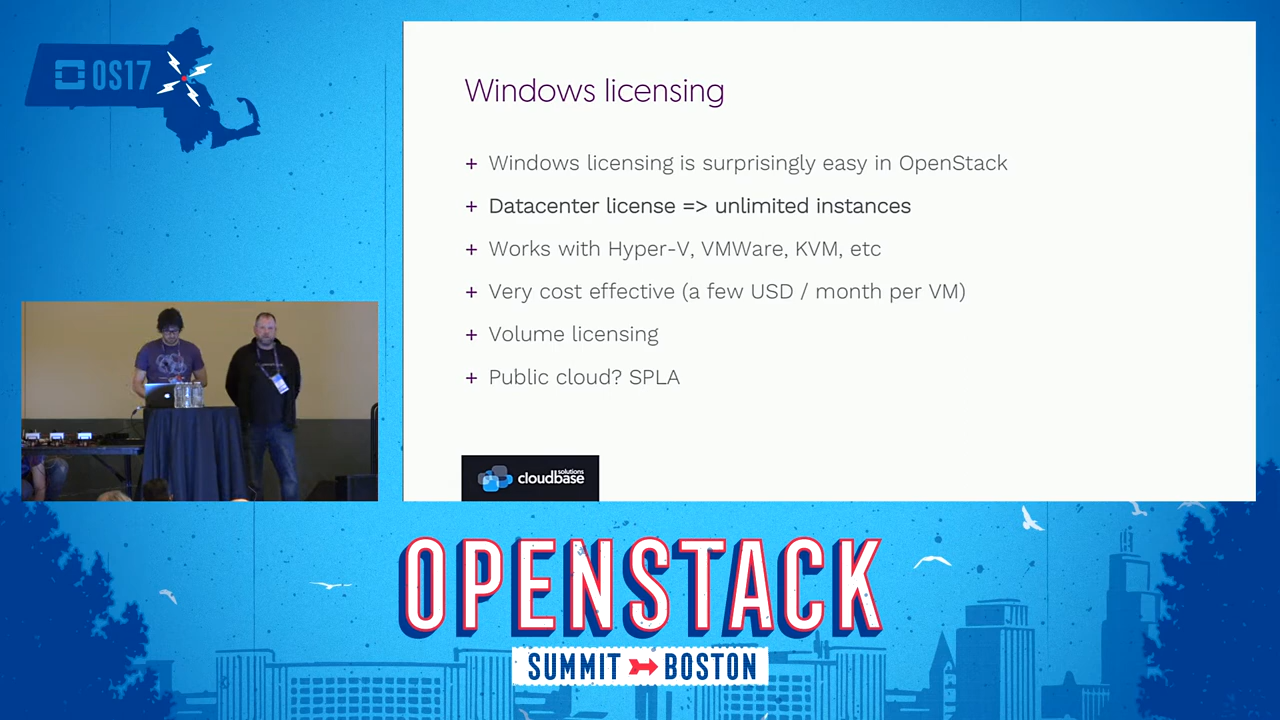 OS17
Windows licensing
+ Windows licensing is surprisingly easy in OpenStack
+ Datacenter license => unlimited instances
+ Works with Hyper-V, VMWare, KVM, etc
+ Very cost effective (a few USD / month per VM)
+ Volume licensing
+ Public cloud? SPLA
solutions
cloudbase
OPENSTACK
SUMMIT BOSTON